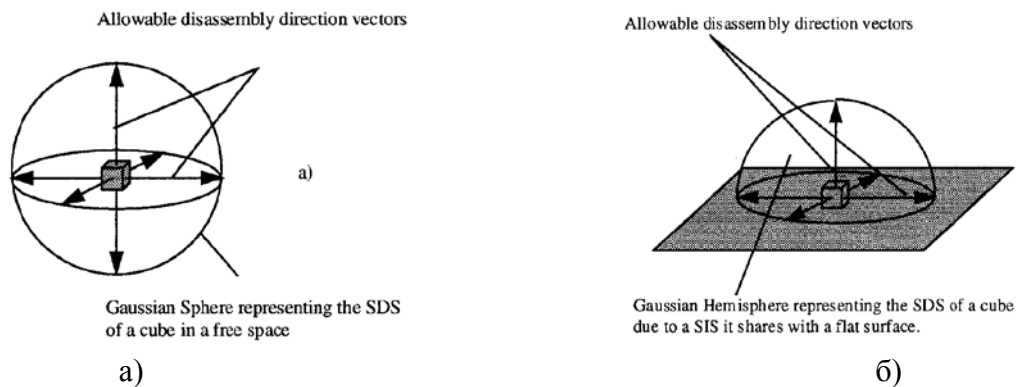 Allowable disassembly direction vectors
a)
Gaussian Sphere representing the SDS
of a cube in a free space
а)
Allowable disassembly direction vectors
Gaussian Hemisphere representing the SDS of a cube
due to a SIS it shares with a flat surface.
б)